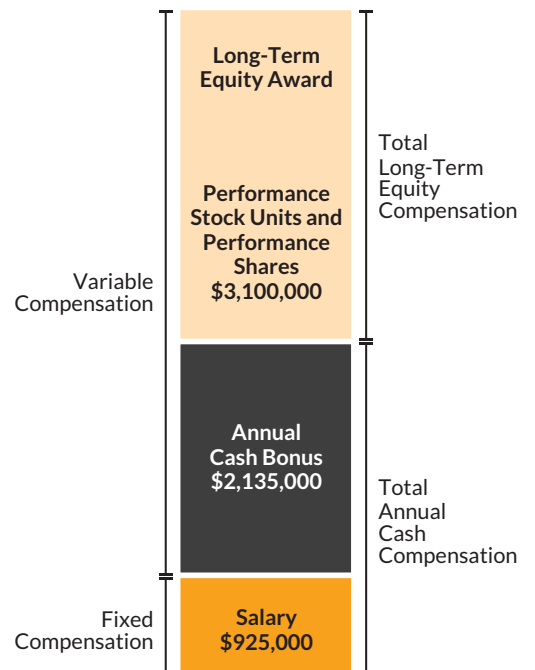 Long-Term
Equity Award
Total
Long-Term
Equity
Compensation
Performance
Stock Units and
Performance
Shares
$3,100,000
Variable
Compensation
Annual
Cash Bonus
$2,135,000
Total
Annual
Cash
Compensation
Fixed
Compensation
Salary
$925,000